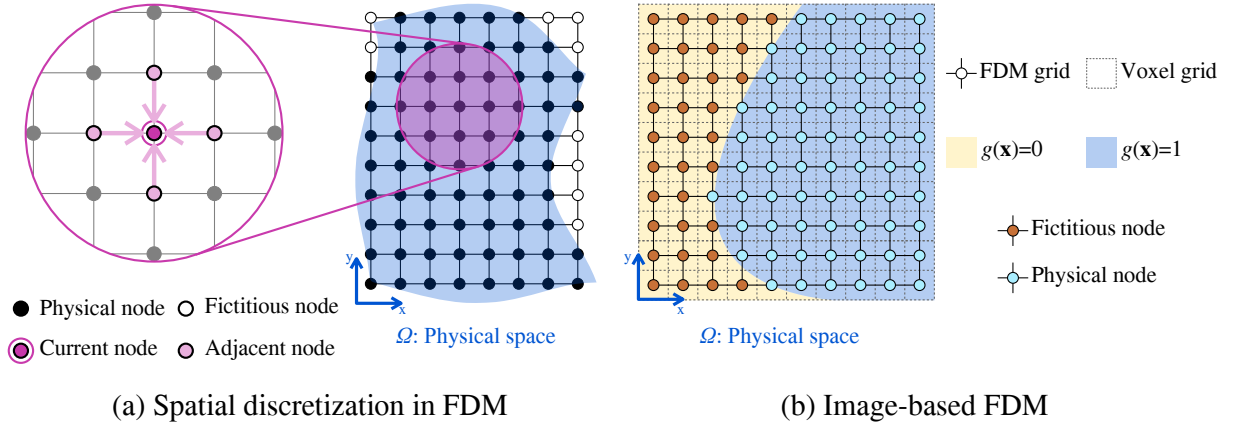 y
x
Ω: Physical space
Physical node
Fictitious node
Current node
Adjacent node
(a) Spatial discretization in FDM
y
x
Ω: Physical space
FDM grid
Voxel grid
g(x)=0
g(x)=1
Fictitious node
Physical node
(b) Image-based FDM